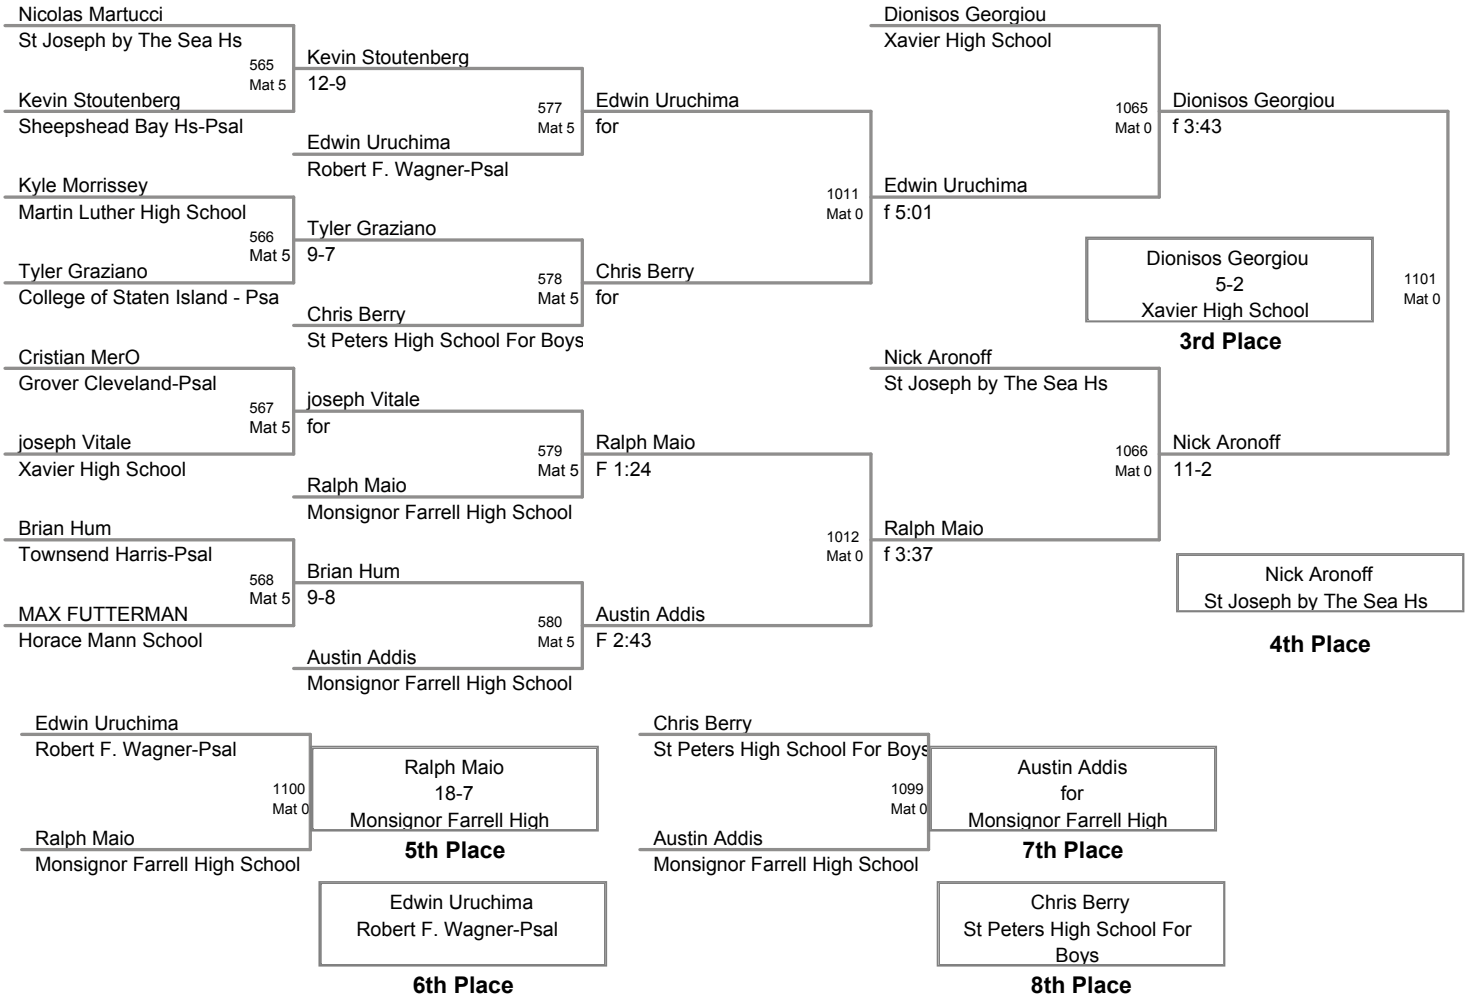 Nicolas Martucci
St Joseph by The Sea Hs
565
Mat 5
Kevin Stoutenberg
Sheepshead Bay Hs-Psal
Kyle Morrissey
Martin Luther High School
566
Mat 5
Tyler Graziano
College of Staten Island - Psa
Cristian MerO
Grover Cleveland-Psal
567
Mat 5
joseph Vitale
Xavier High School
Brian Hum
Townsend Harris-Psal
568
Mat 5
MAX FUTTERMAN
Horace Mann School
Kevin Stoutenberg
12-9
577
Mat 5
Edwin Uruchima
Robert F. Wagner-Psal
Tyler Graziano
9-7
578
Mat 5
Chris Berry
St Peters High School For Boys
joseph Vitale
for
579
Mat 5
Ralph Maio
Monsignor Farrell High School
Brian Hum
9-8
580
Mat 5
Austin Addis
Monsignor Farrell High School
Edwin Uruchima
for
1011
Mat 0
Chris Berry
for
Ralph Maio
F 1:24
1012
Mat 0
Austin Addis
F 2:43
Dionisos Georgiou
Xavier High School
1065
Mat 0
Edwin Uruchima
f 5:01
Nick Aronoff
St Joseph by The Sea Hs
1066
Mat 0
Ralph Maio
f 3:37
Dionisos Georgiou
f 3:43
1101
Mat 0
Nick Aronoff
11-2
Dionisos Georgiou
5-2
Xavier High School
3rd Place
Nick Aronoff
St Joseph by The Sea Hs
4th Place
Edwin Uruchima
Robert F. Wagner-Psal
1100
Mat 0
Ralph Maio
Monsignor Farrell High School
Ralph Maio
18-7
Monsignor Farrell High
5th Place
Edwin Uruchima
Robert F. Wagner-Psal
6th Place
Chris Berry
St Peters High School For Boys
1099
Mat 0
Austin Addis
Monsignor Farrell High School
Austin Addis
for
Monsignor Farrell High
7th Place
Chris Berry
St Peters High School For
Boys
8th Place